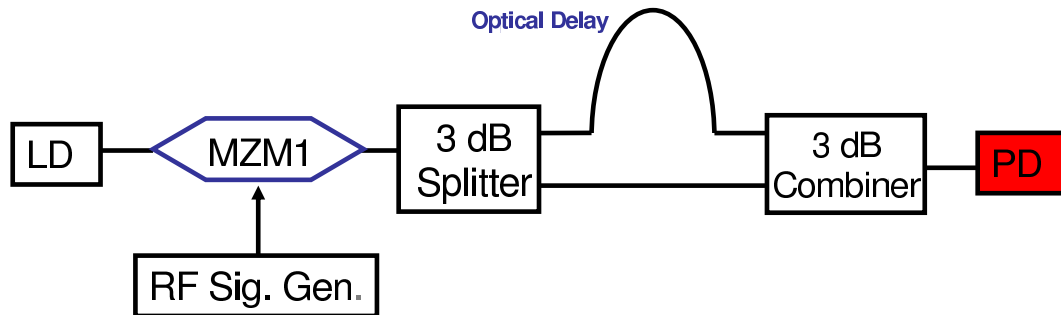 Optical Delay
LD
MZM1
3 dB
Splitter
3 dB
Combiner
PD
RF Sig. Gen.